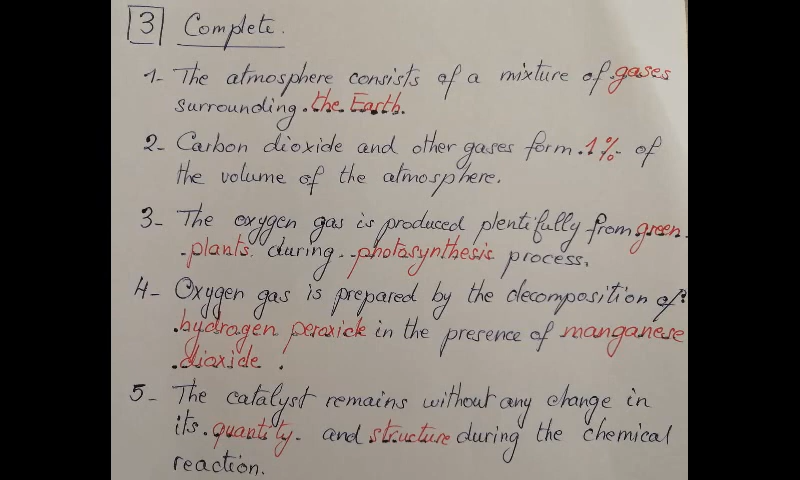 3 Complete.
1- The atmosphere consists of a mixture of gases
surrounding the Earth.
2- Carbon dioxide and other gases form 1% of
the volume of the atmosphere.
3- The oxygen gas is produced plentifully from green
plants during photosynthesis process.
4- Oxygen gas is prepared by the decomposition of
hydrogen peroxide in the presence of manganese
dioxide.
5- The catalyst remains without any change in
its quantity and structure during the chemical
reaction.